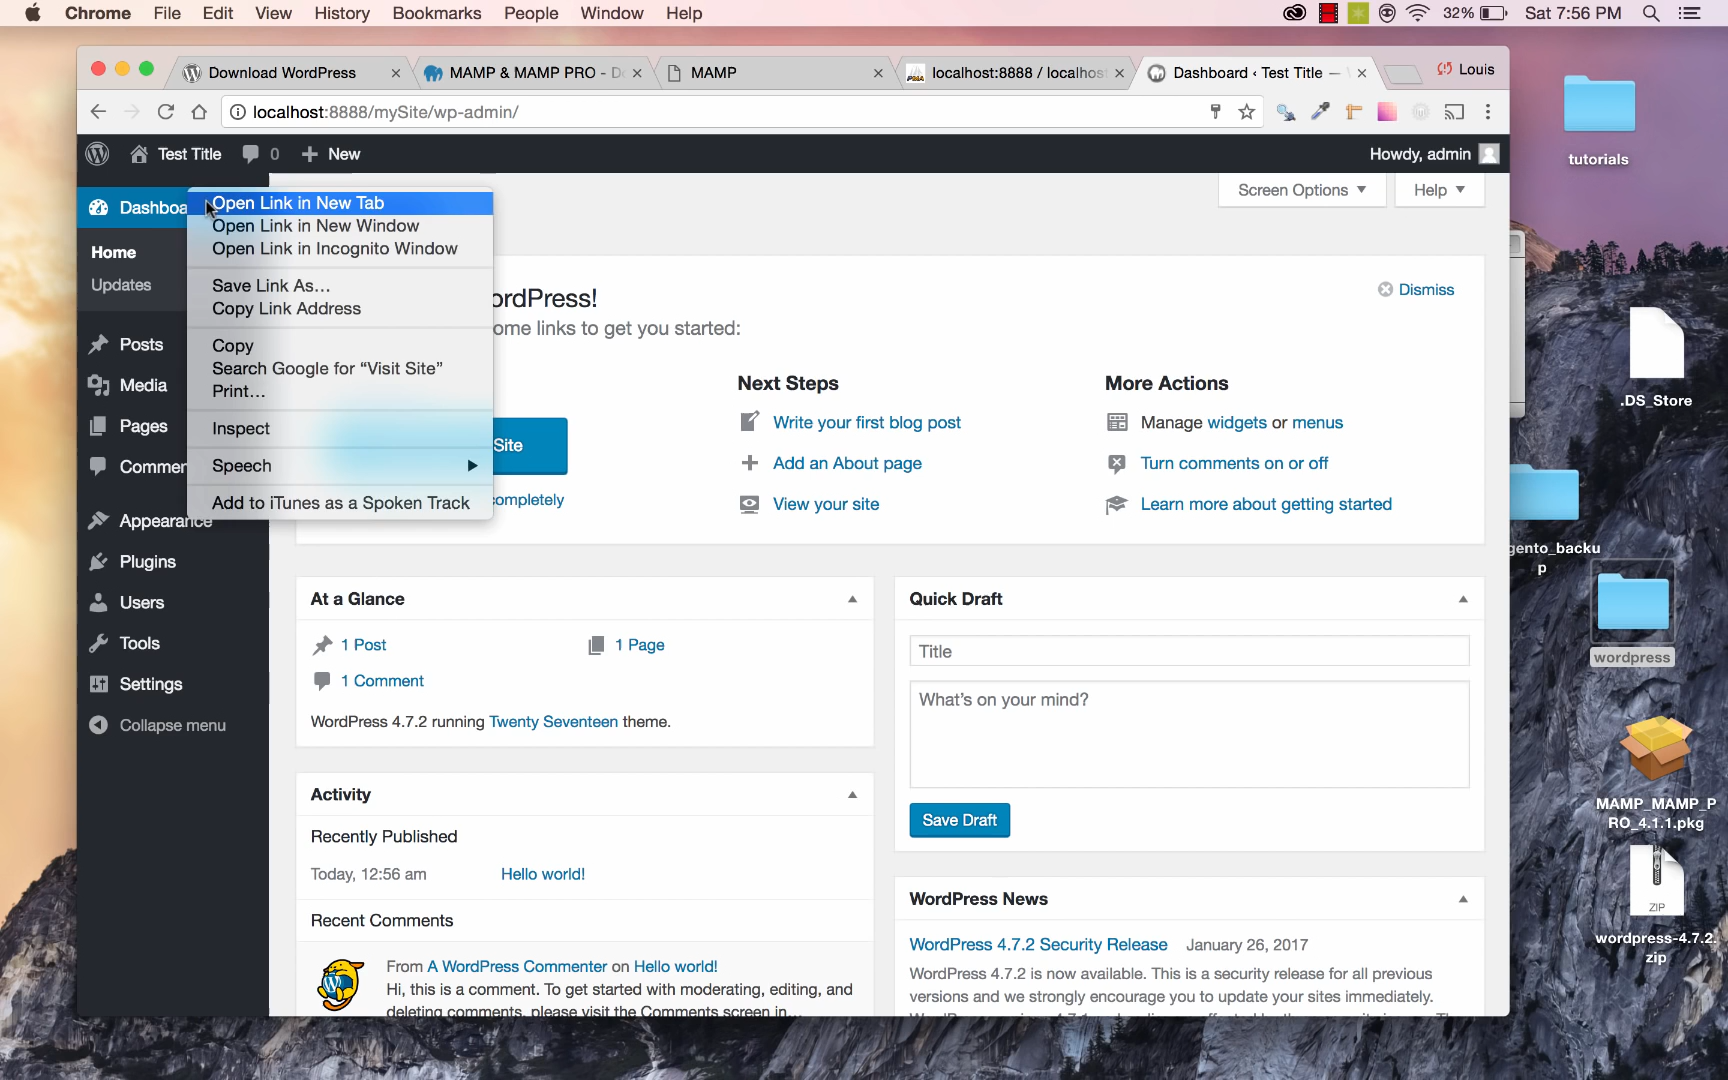 Chrome File Edit View History Bookmarks People Window Help 32% Sat 7:56 PM
Download WordPress MAMP & MAMP PRO - MAMP localhost:8888 / localhos Dashboard ‹ Test Title — Louis
localhost:8888/mySite/wp-admin/
Test Title 0 New Howdy, admin
Screen Options Help
Dashboa
Home
Updates
Posts
Media
Pages
Commen
Appearance
Plugins
Users
Tools
Settings
Collapse menu
Open Link in New Tab
Open Link in New Window
Open Link in Incognito Window
Save Link As…
Copy Link Address
Copy
Search Google for “Visit Site”
Print…
Inspect
Speech
Add to iTunes as a Spoken Track
ordPress!
ome links to get you started:
Dismiss
Site
completely
Next Steps
Write your first blog post
Add an About page
View your site
More Actions
Manage widgets or menus
Turn comments on or off
Learn more about getting started
At a Glance
1 Post 1 Page
1 Comment
WordPress 4.7.2 running Twenty Seventeen theme.
Activity
Recently Published
Today, 12:56 am Hello world!
Recent Comments
From A WordPress Commenter on Hello world!
Hi, this is a comment. To get started with moderating, editing, and
deleting comments, please visit the Comments screen in…
Quick Draft
Title
What's on your mind?
Save Draft
WordPress News
WordPress 4.7.2 Security Release January 26, 2017
WordPress 4.7.2 is now available. This is a security release for all previous
versions and we strongly encourage you to update your sites immediately.
tutorials
.DS_Store
gento_backu
p
wordpress
MAMP_MAMP_P
RO_4.1.1.pkg
ZIP
wordpress-4.7.2.
zip